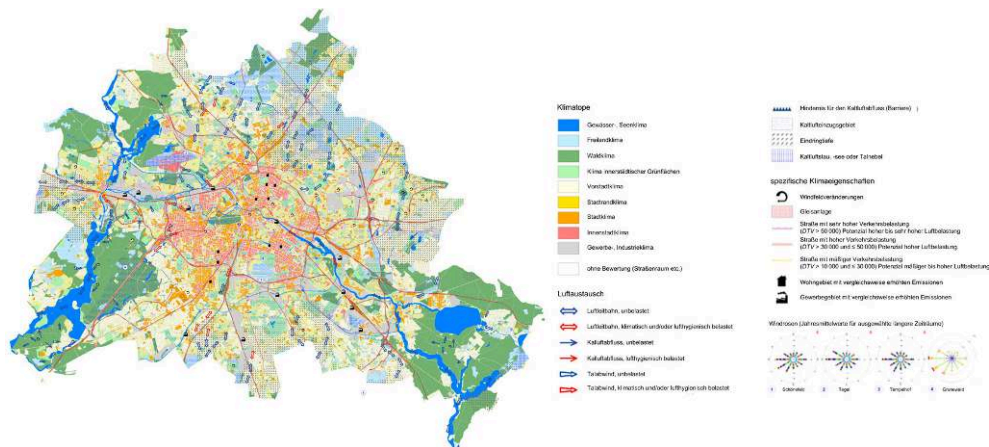 Klimatope
Gewässer-, Seenklima
Freilandklima
Waldklima
Klima innerstädtischer Grünflächen
Vorstadtklima
Stadtrandklima
Stadtklima
Innenstadtklima
Gewerbe-, Industrieklima
ohne Bewertung (Straßenraum etc.)
Luftaustausch
Luftleitbahn, unbelastet
Luftleitbahn, klimatisch und/oder lufthygienisch belastet
Kaltluftabfluss, unbelastet
Kaltluftabfluss, lufthygienisch belastet
Talabwind, unbelastet
Talabwind, klimatisch und/oder lufthygienisch belastet
Hindernis für den Kaltluftabfluss (Barriere)
Kaltlufteinzugsgebiet
Eindringtiefe
Kaltluftstau, -see oder Talnebel
spezifische Klimaeigenschaften
Windfeldveränderungen
Gleisanlage
Straße mit sehr hoher Verkehrsbelastung
(DTV > 50 000) Potenzial hoher bis sehr hoher Luftbelastung
Straße mit hoher Verkehrsbelastung
(DTV > 30 000 und ≤ 50 000) Potenzial hoher Luftbelastung
Straße mit mäßiger Verkehrsbelastung
(DTV > 10 000 und ≤ 30 000) Potenzial mäßiger bis hoher Luftbelastung
Wohngebiet mit vergleichsweise erhöhten Emissionen
Gewerbegebiet mit vergleichsweise erhöhten Emissionen
Windrosen (Jahresmittelwerte für ausgewählte längere Zeiträume)
1 Schönefeld 2 Tegel 3 Tempelhof 4 Grunewald